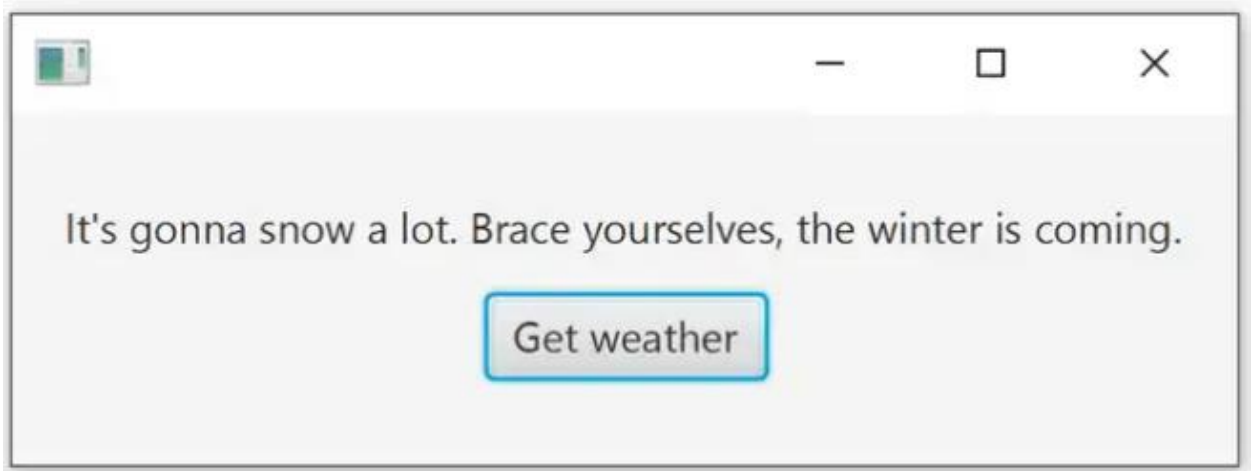 It's gonna snow a lot. Brace yourselves, the winter is coming.
Get weather